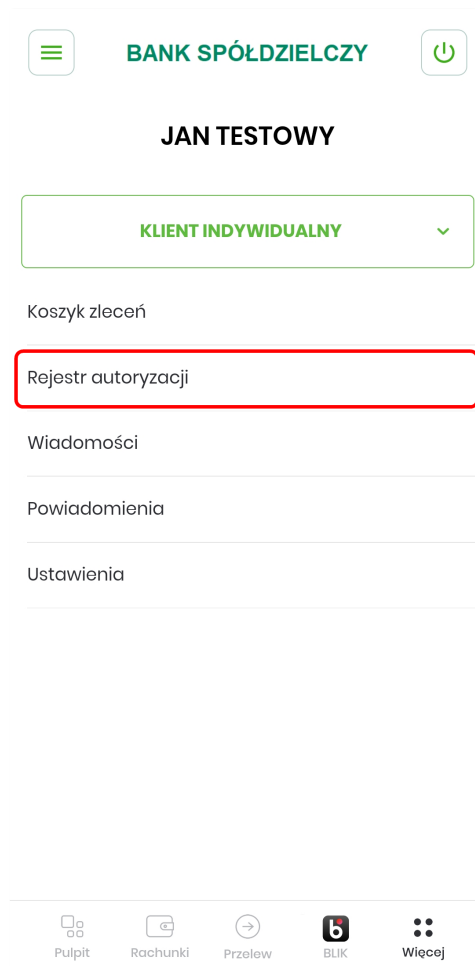 BANK SPÓŁDZIELCZY
JAN TESTOWY
KLIENT INDYWIDUALNY
Koszyk zleceń
Rejestr autoryzacji
Wiadomości
Powiadomienia
Ustawienia
Pulpit Rachunki Przelew BLIK Więcej